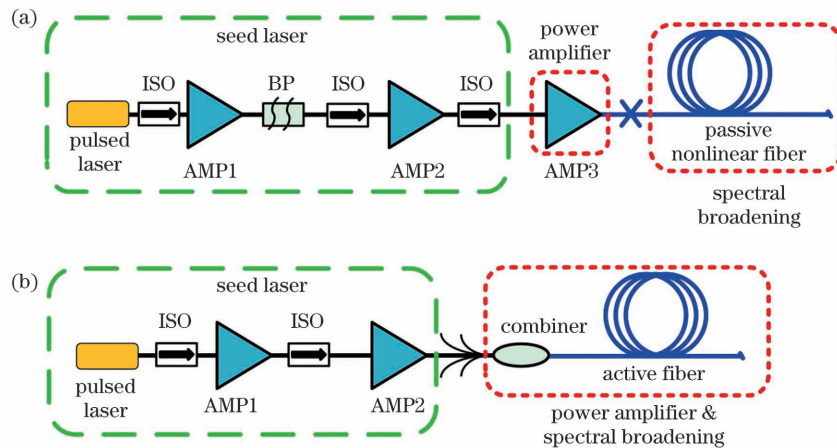 (a)
seed laser
power
amplifier
ISO
BP
ISO
ISO
pulsed
laser
AMP1
AMP2
AMP3
passive
nonlinear fiber
spectral
broadening
(b)
seed laser
ISO
ISO
combiner
pulsed
laser
AMP1
AMP2
active fiber
power amplifier &
spectral broadening